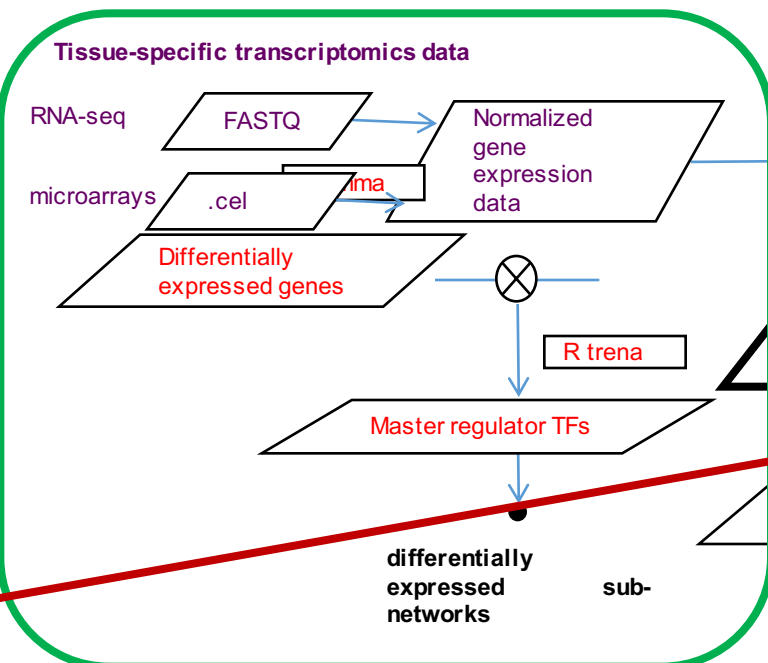 Tissue-specific transcriptomics data
RNA-seq
FASTQ
Normalized
gene
expression
data
microarrays
.cel
Differentially
expressed genes
R trena
Master regulator TFs
differentially
expressed sub-
networks